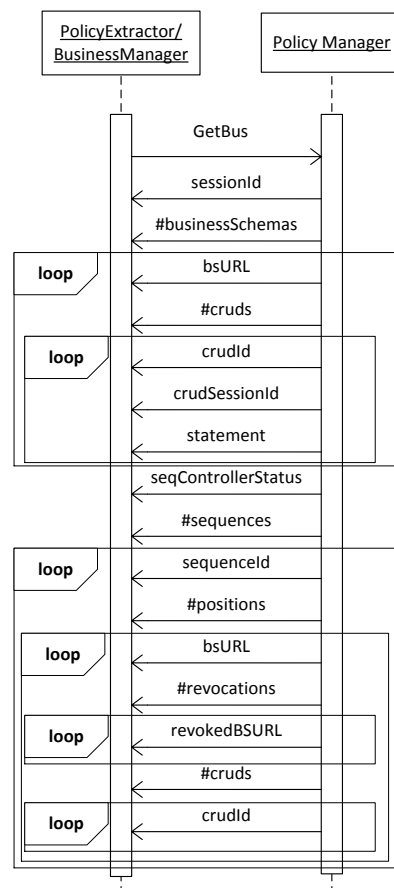 PolicyExtractor/
BusinessManager
Policy Manager
GetBus
sessionId
#businessSchemas
loop
bsURL
#cruds
loop
crudId
crudSessionId
statement
seqControllerStatus
#sequences
loop
sequenceId
#positions
loop
bsURL
#revocations
loop
revokedBSURL
#cruds
loop
crudId